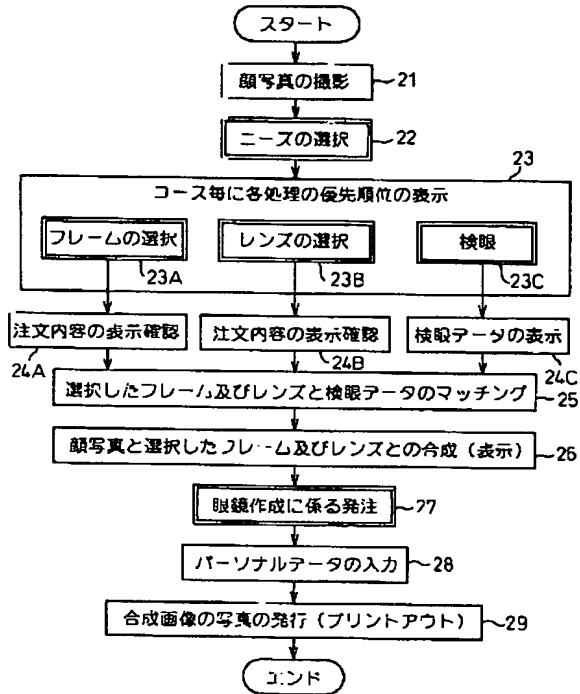 スタート
顔写真の撮影
21
ニーズの選択
22
23
コース毎に各処理の優先順位の表示
フレームの選択
レンズの選択
検眼
23A
23B
23C
注文内容の表示確認
注文内容の表示確認
検眼データの表示
24A
24B
24C
選択したフレーム及びレンズと検眼データのマッチング
25
顔写真と選択したフレーム及びレンズとの合成(表示)
26
眼鏡作成に係る発注
27
パーソナルデータの入力
28
合成画像の写真の発行(プリントアウト)
29
エンド